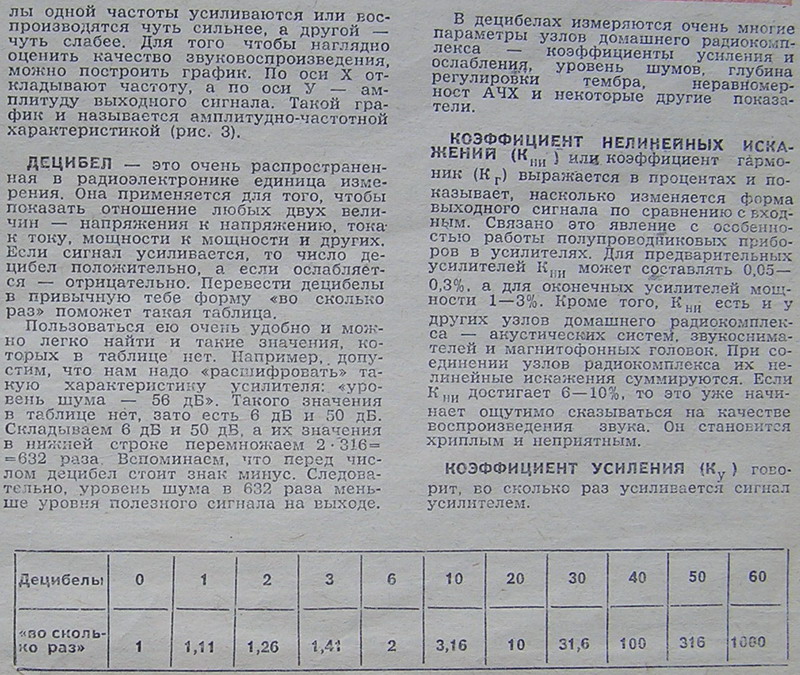 лы одной частоты усиливаются или вос-
производятся чуть сильнее, а другой —
чуть слабее. Для того чтобы наглядно
оценить качество звуковоспроизведения,
можно построить график. По оси X от-
кладывают частоту, а по оси У — ам-
плитуду выходного сигнала. Такой гра-
фик и называется амплитудно-частотной
характеристикой (рис. 3).
ДЕЦИБЕЛ — это очень распространен-
ная в радиоэлектронике единица изме-
рения. Она применяется для того, чтобы
показать отношение любых двух вели-
чин — напряжения к напряжению, тока
к току, мощности к мощности и других.
Если сигнал усиливается, то число де-
цибел положительно, а если ослабляет-
ся — отрицательно. Перевести децибелы
в привычную тебе форму «во сколько
раз» поможет такая таблица.
Пользоваться ею очень удобно и мож-
но легко найти и такие значения, ко-
торых в таблице нет. Например, допу-
стим, что нам надо «расшифровать» та-
кую характеристику усилителя: «уро-
вень шума — 56 дБ». Такого значения
в таблице нет, зато есть 6 дБ и 50 дБ.
Складываем 6 дБ и 50 дБ, а их значения
в нижней строке перемножаем 2·316=
=632 раза. Вспоминаем, что перед чис-
лом децибел стоит знак минус. Следова-
тельно, уровень шума в 632 раза мень-
ше уровня полезного сигнала на выходе.
В децибелах измеряются очень многие
параметры узлов домашнего радиокомп-
лекса — коэффициенты усиления и
ослабления, уровень шумов, глубина
регулировки тембра, неравномер-
ност АЧХ и некоторые другие показа-
тели.
КОЭФФИЦИЕНТ НЕЛИНЕЙНЫХ ИСКА-
ЖЕНИЙ (Кни) или коэффициент гармо-
ник (Кг) выражается в процентах и по-
казывает, насколько изменяется форма
выходного сигнала по сравнению с вход-
ным. Связано это явление с особенно-
стью работы полупроводниковых прибо-
ров в усилителях. Для предварительных
усилителей Кни может составлять 0,05—
0,3%, а для оконечных усилителей мощ-
ности 1—3%. Кроме того, Кни есть и у
других узлов домашнего радиокомплек-
са — акустических систем, звукоснима-
телей и магнитофонных головок. При со-
единении узлов радиокомплекса их не-
линейные искажения суммируются. Если
Кни достигает 6—10%, то это уже начи-
нает ощутимо сказываться на качестве
воспроизведения звука. Он становится
хриплым и неприятным.
КОЭФФИЦИЕНТ УСИЛЕНИЯ (Ку) гово-
рит, во сколько раз усиливается сигнал
усилителем.
Децибелы 0 1 2 3 6 10 20 30 40 50 60
«во сколь-
ко раз» 1 1,11 1,26 1,41 2 3,16 10 31,6 100 316 1000